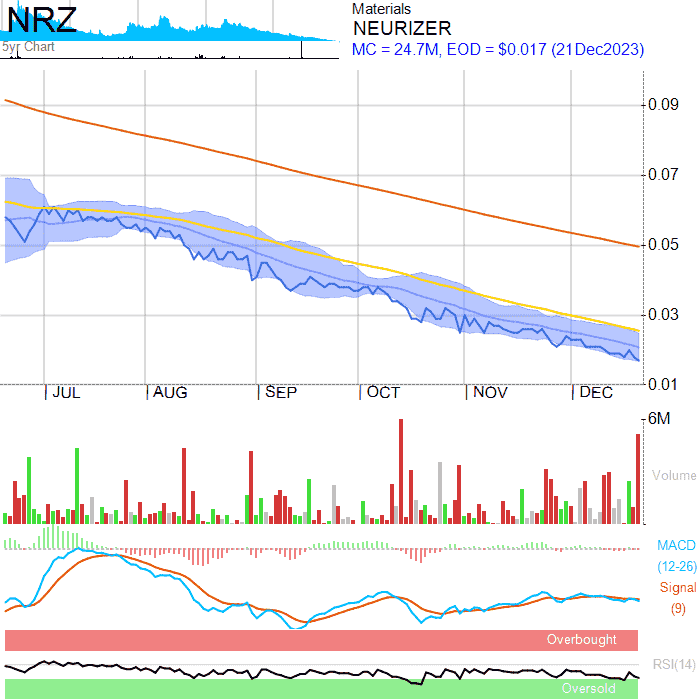 NRZ
5yr Chart
Materials
NEURIZER
MC = 24.7M, EOD = $0.017 (21Dec2023)
0.09
0.07
0.05
0.03
0.01
JUL AUG SEP OCT NOV DEC
6M
Volume
MACD
(12-26)
Signal
(9)
Overbought
RSI(14)
Oversold